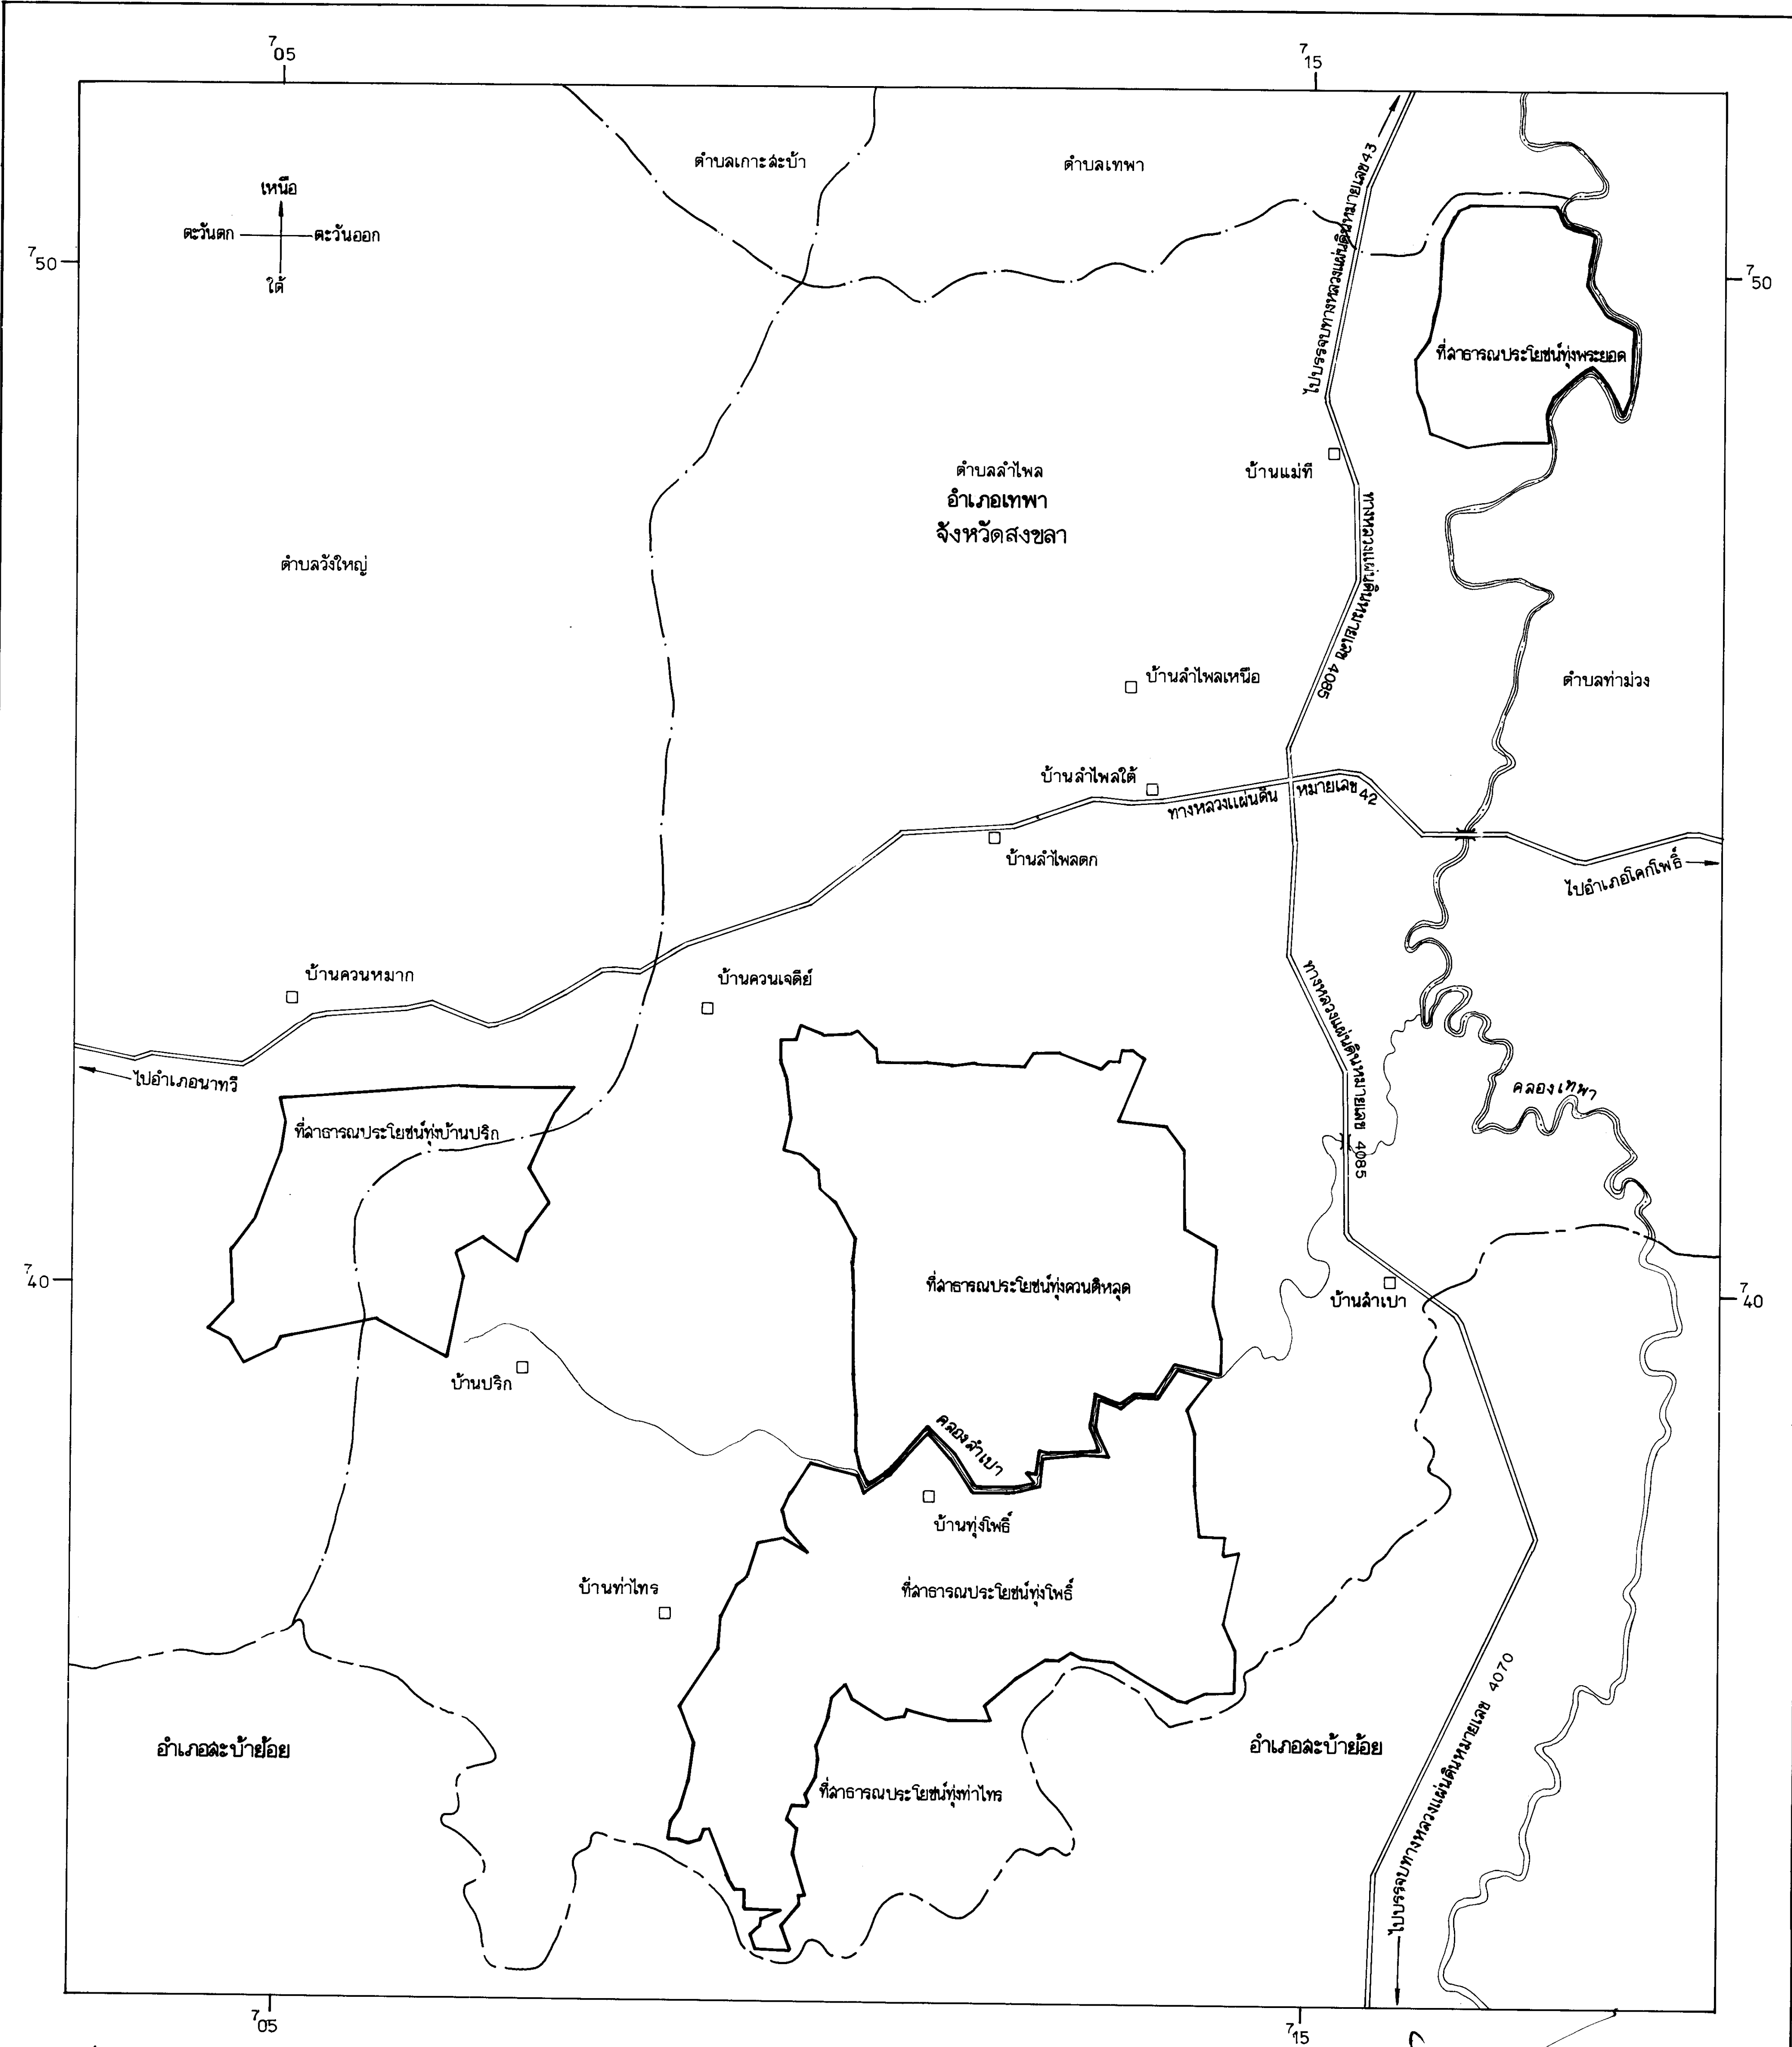 705
715
ตำบลเกาะสะบ้า
ตำบลเทพา
เหนือ
ตะวันตก
ตะวันออก
ใต้
750
750
ไปบรรจบทางหลวงแผ่นดินหมายเลข 43
ที่สาธารณประโยชน์ทุ่งพระยอด
ตำบลลำไพล
อำเภอเทพา
จังหวัดสงขลา
บ้านแม่ที
ตำบลวังใหญ่
ทางหลวงแผ่นดินหมายเลข 4085
บ้านลำไพลเหนือ
ตำบลท่าม่วง
บ้านลำไพลใต้
ทางหลวงแผ่นดิน หมายเลข 42
บ้านลำไพลตก
ไปอำเภอโคกโพธิ์
บ้านควนหมาก
บ้านควนเจดีย์
ทางหลวงแผ่นดินหมายเลข 4085
ไปอำเภอนาทวี
คลองเทพา
ที่สาธารณประโยชน์ทุ่งบ้านปริก
740
ที่สาธารณประโยชน์ทุ่งควนติหลุด
บ้านลำเปา
740
บ้านปริก
คลองลำเปา
บ้านทุ่งโพธิ์
บ้านท่าไทร
ที่สาธารณประโยชน์ทุ่งโพธิ์
อำเภอสะบ้าย้อย
อำเภอสะบ้าย้อย
ไปบรรจบทางหลวงแผ่นดินหมายเลข 4070
ที่สาธารณประโยชน์ทุ่งท่าไทร
705
715